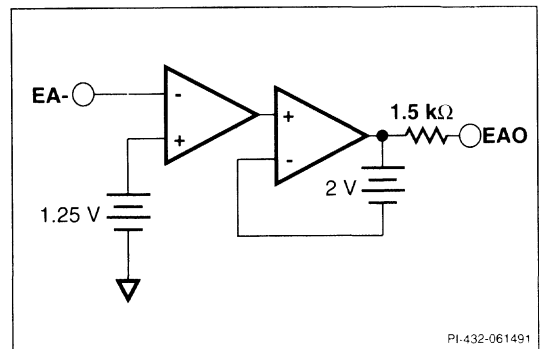 EA-
-
+
1.25 V
+
-
2 V
1.5 kΩ
EAO
PI-432-061491